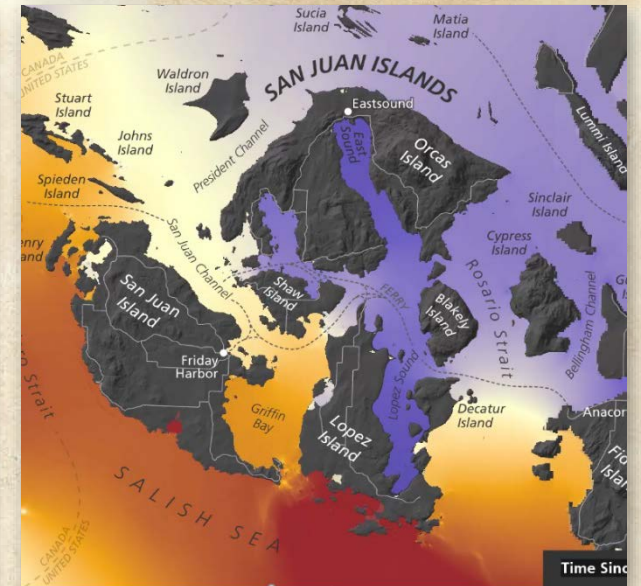 Sucia
Island
Matia
Island
CANADA
UNITED STATES
Waldron
Island
SAN JUAN ISLANDS
Stuart
Island
Eastsound
Johns
Island
President Channel
East
Sound
Orcas
Island
Lummi Island
Spieden
Island
Sinclair
Island
Cypress
Island
San Juan Channel
San Juan
Island
Shaw
Island
FERRY
Blakely
Island
Rosario Strait
Bellingham Channel
Friday
Harbor
Griffin
Bay
Lopez
Island
Lopez Sound
Decatur
Island
Anacor
Strait
SALISH SEA
CANADA
UNITED STATES
Time Sinc